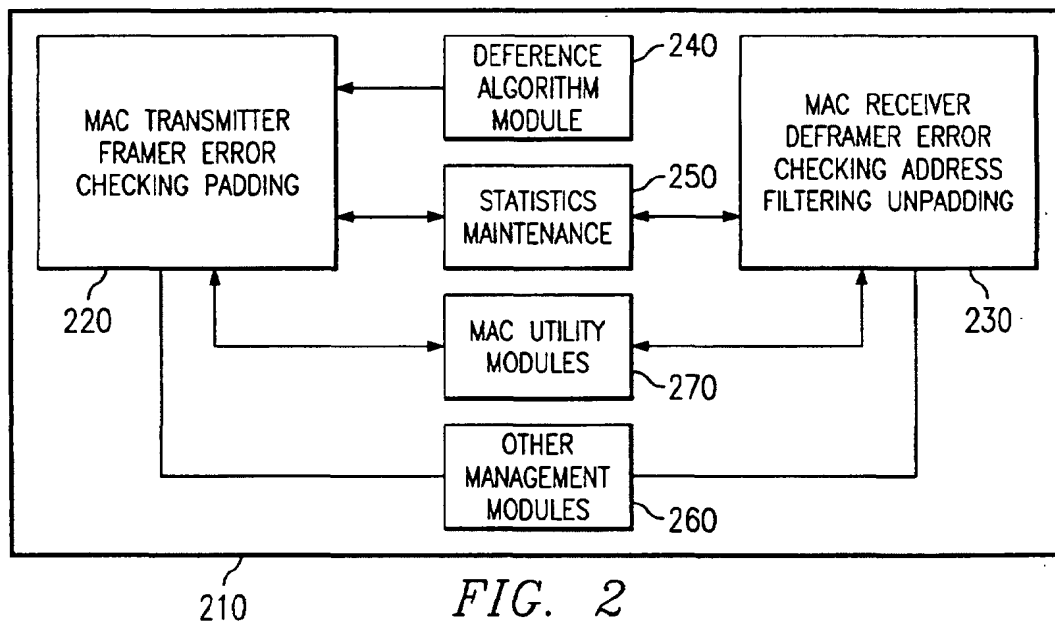 MAC TRANSMITTER
FRAMER ERROR
CHECKING PADDING
220
DEFERENCE
ALGORITHM
MODULE
240
STATISTICS
MAINTENANCE
250
MAC UTILITY
MODULES
270
OTHER
MANAGEMENT
MODULES
260
MAC RECEIVER
DEFRAMER ERROR
CHECKING ADDRESS
FILTERING UNPADDING
230
210
FIG. 2